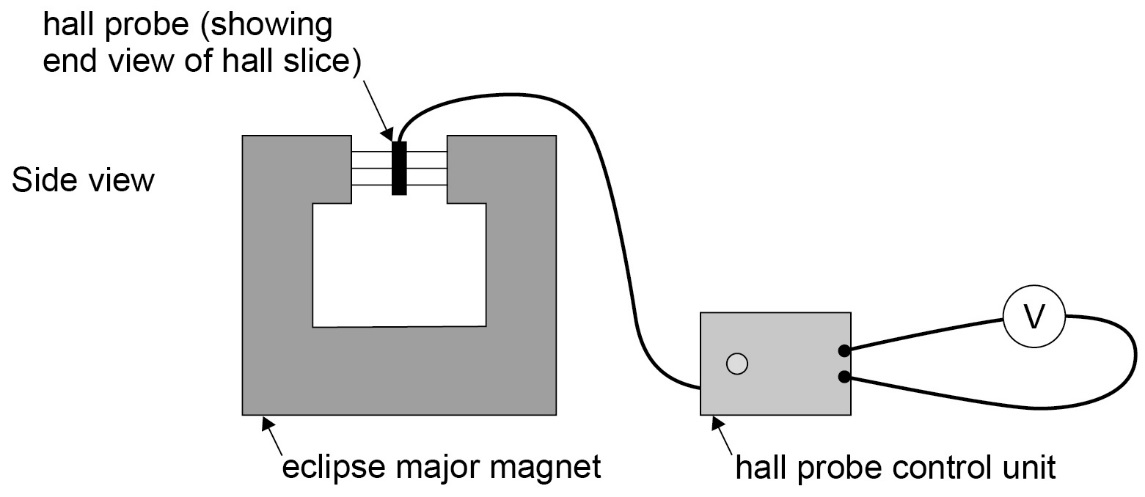 hall probe (showing
end view of hall slice)
Side view
V
eclipse major magnet
hall probe control unit